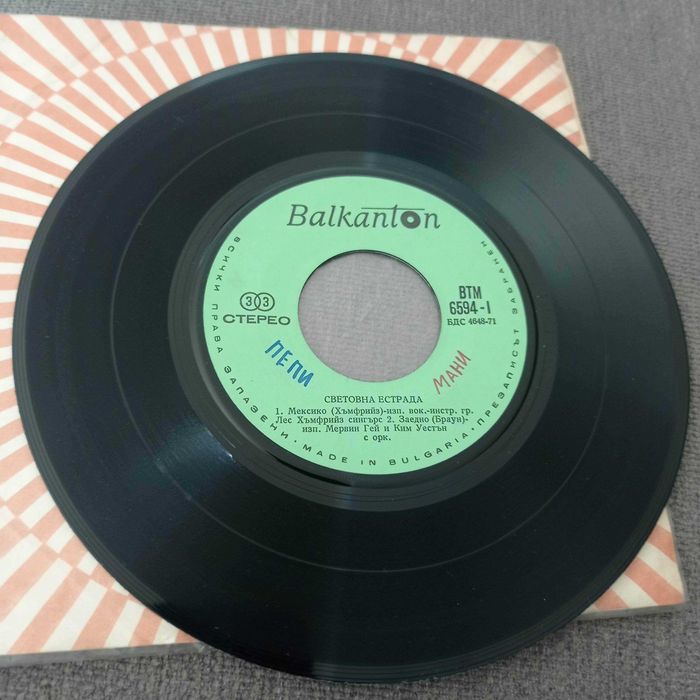 Balkanton
33
СТЕРЕО
ВТМ
6594-I
БДС 4648-71
ПЕПИ
МАНИ
СВЕТОВНА ЕСТРАДА
1. Мексико (Хъмфрийз)-изп. вок.-инстр. гр.
Лес Хъмфрийз сингърс 2. Заедно (Браун)-
изп. Мервин Гей и Ким Уестън
с орк.
ВСИЧКИ ПРАВА ЗАПАЗЕНИ · MADE IN BULGARIA · ПРЕЗАПИСЪТ ЗАБРАНЕН